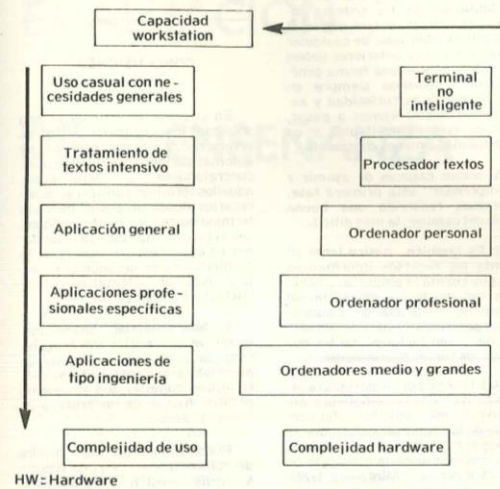 Capacidad
workstation
Uso casual con ne-
cesidades generales
Terminal
no
inteligente
Tratamiento de
textos intensivo
Procesador textos
Aplicación general
Ordenador personal
Aplicaciones profe-
sionales específicas
Ordenador profesional
Aplicaciones de
tipo ingeniería
Ordenadores medio y grandes
Complejidad de uso
Complejidad hardware
HW = Hardware